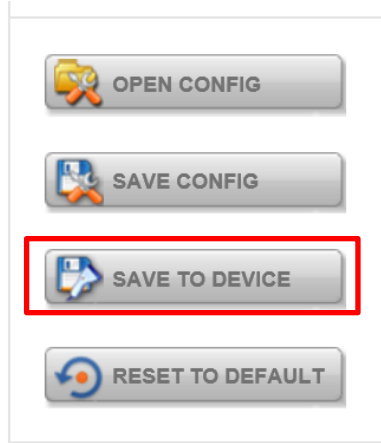 OPEN CONFIG
SAVE CONFIG
SAVE TO DEVICE
RESET TO DEFAULT